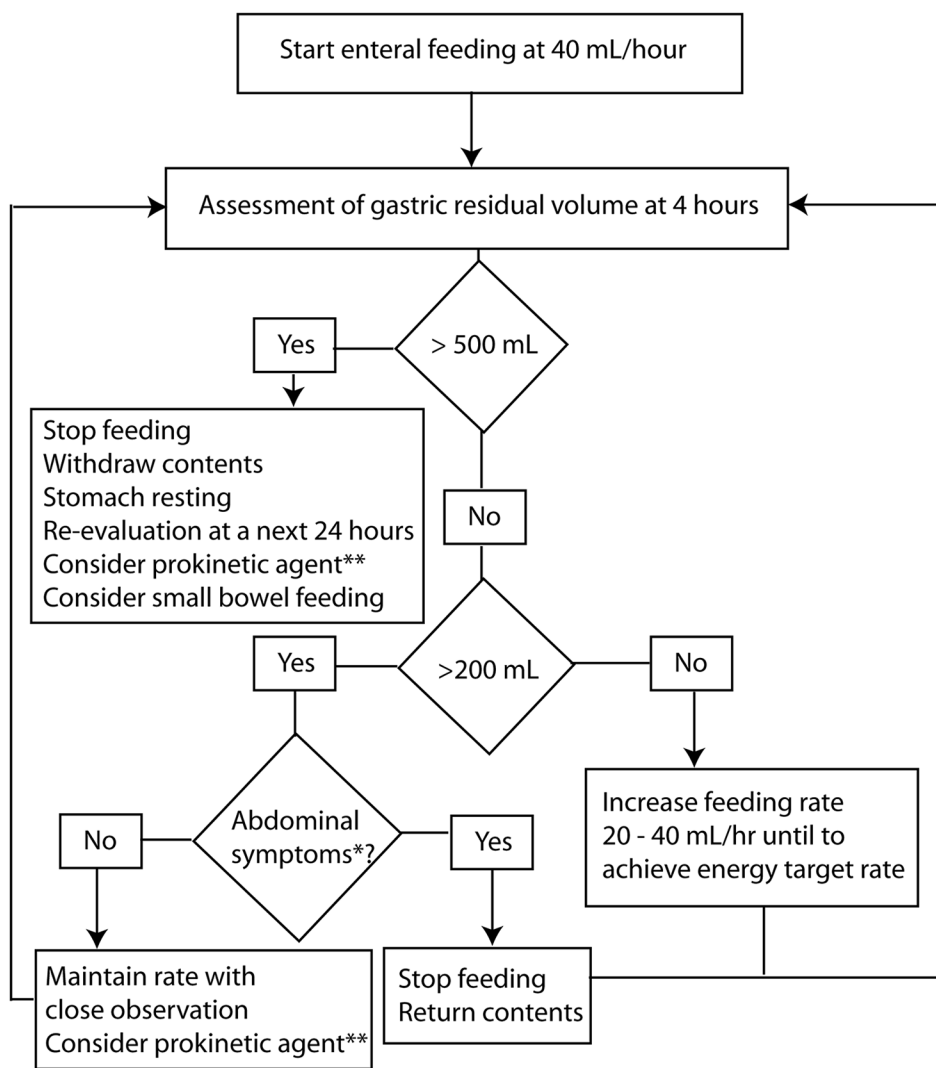 Start enteral feeding at 40 mL/hour
Assessment of gastric residual volume at 4 hours
> 500 mL
Yes
Stop feeding
Withdraw contents
Stomach resting
Re-evaluation at a next 24 hours
Consider prokinetic agent**
Consider small bowel feeding
No
>200 mL
Yes
No
Increase feeding rate
20 - 40 mL/hr until to
achieve energy target rate
Abdominal
symptoms*?
No
Yes
Maintain rate with
close observation
Consider prokinetic agent**
Stop feeding
Return contents